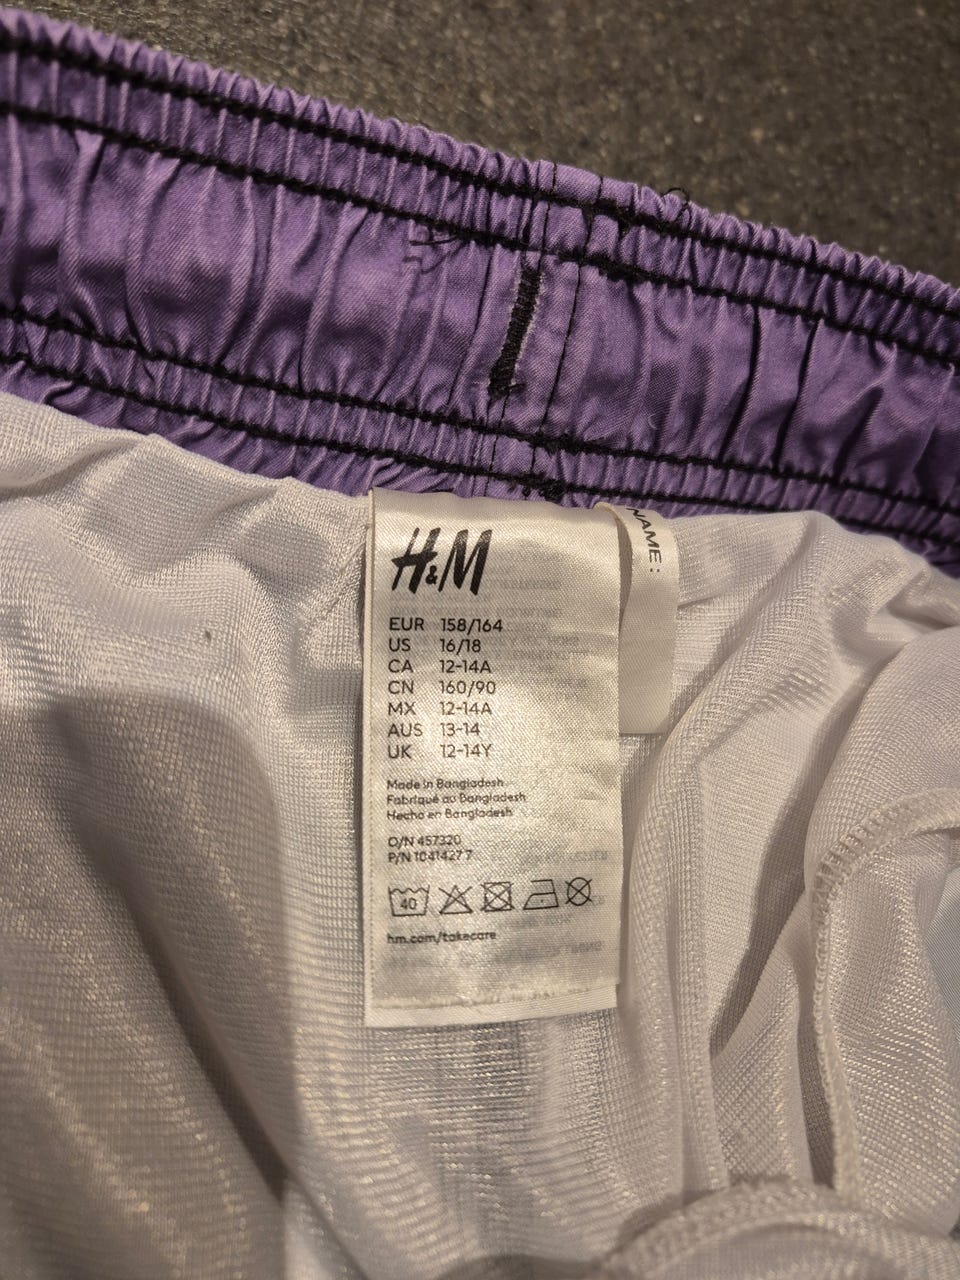 H&M
NAME:
EUR 158/164
US 16/18
CA 12-14A
CN 160/90
MX 12-14A
AUS 13-14
UK 12-14Y
Made in Bangladesh
Fabriqué au Bangladesh
Hecho en Bangladesh
O/N 457320
P/N 1041427 7
40
hm.com/takecare